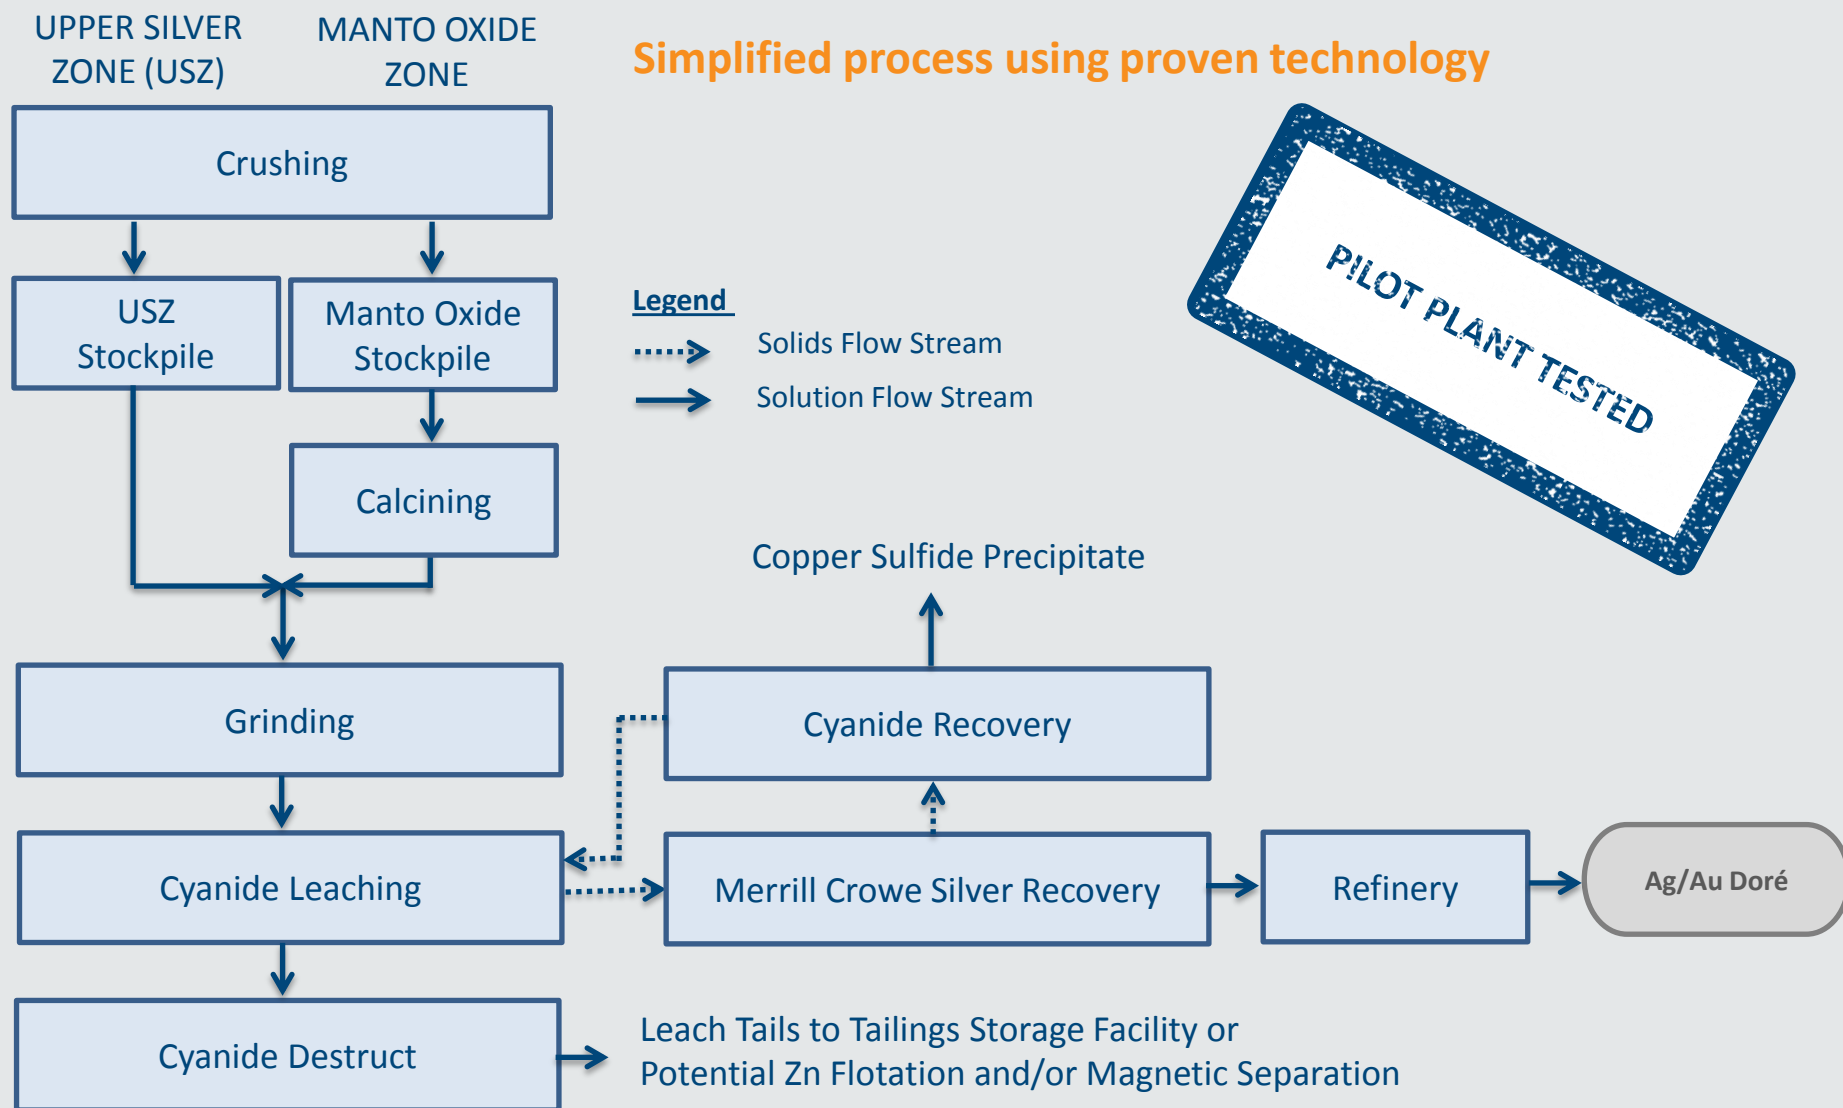 UPPER SILVER
ZONE (USZ)
MANTO OXIDE
ZONE
Simplified process using proven technology
Crushing
USZ
Stockpile
Manto Oxide
Stockpile
Legend
Solids Flow Stream
Solution Flow Stream
PILOT PLANT TESTED
Calcining
Copper Sulfide Precipitate
Grinding
Cyanide Recovery
Cyanide Leaching
Merrill Crowe Silver Recovery
Refinery
Ag/Au Doré
Cyanide Destruct
Leach Tails to Tailings Storage Facility or
Potential Zn Flotation and/or Magnetic Separation